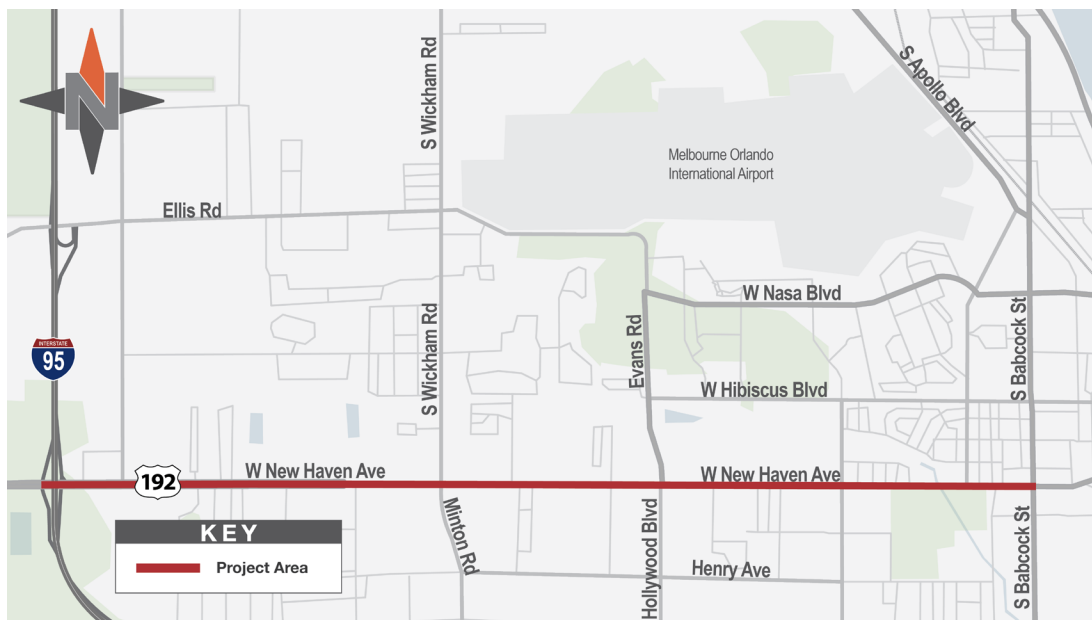 S Wickham Rd
S Apollo Blvd
N
Melbourne Orlando
International Airport
Ellis Rd
W Nasa Blvd
S Babcock St
S Wickham Rd
Evans Rd
INTERSTATE
95
W Hibiscus Blvd
W New Haven Ave
W New Haven Ave
192
Minton Rd
Hollywood Blvd
S Babcock St
KEY
Project Area
Henry Ave